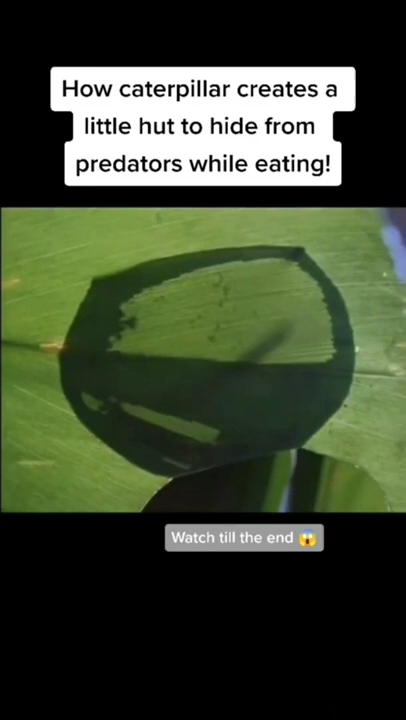 How caterpillar creates a
little hut to hide from
predators while eating!
Watch till the end 😱